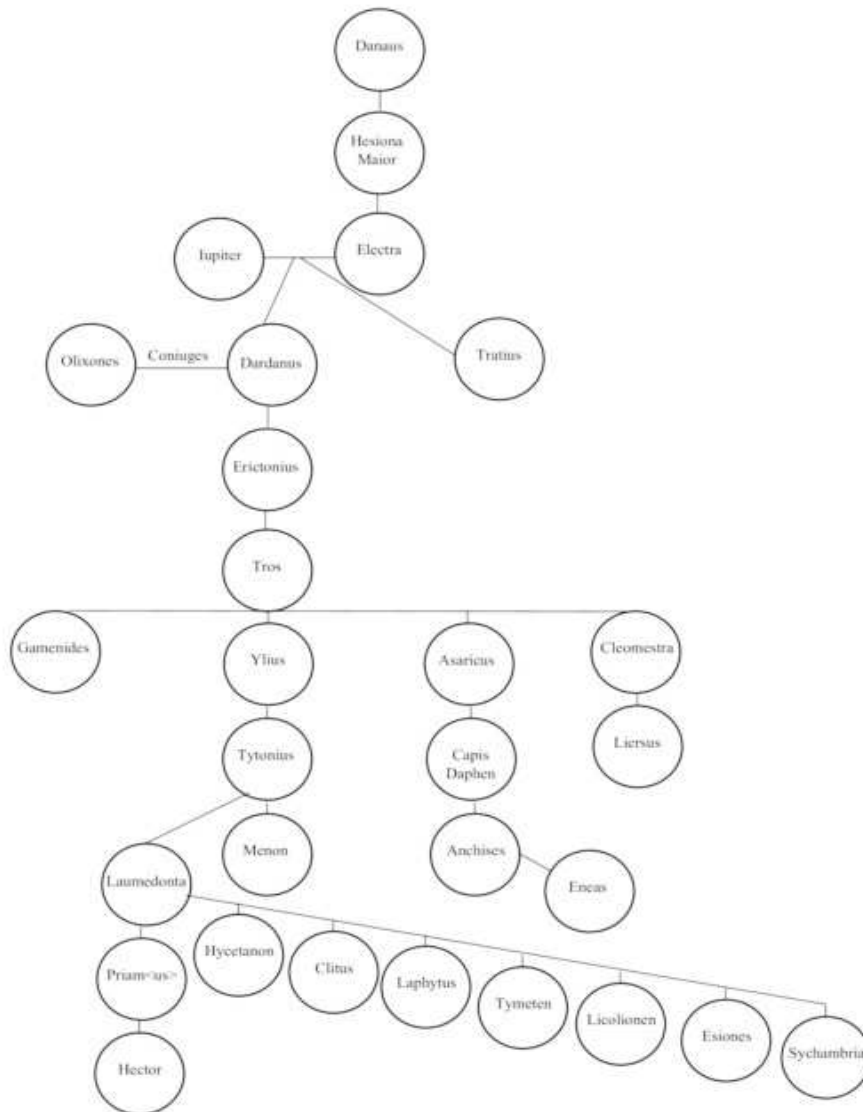 Danaus
Hesiona
Maior
Iupiter
Electra
Olixones
Coniuges
Dardanus
Tratius
Erictonius
Tros
Gamenides
Ylius
Asaricus
Cleomestra
Tytonius
Capis
Daphen
Liersus
Menon
Anchises
Laumedonta
Eneas
Priam<us>
Hycetanon
Clitus
Laphytus
Tymeten
Licolionen
Esiones
Sychambria
Hector